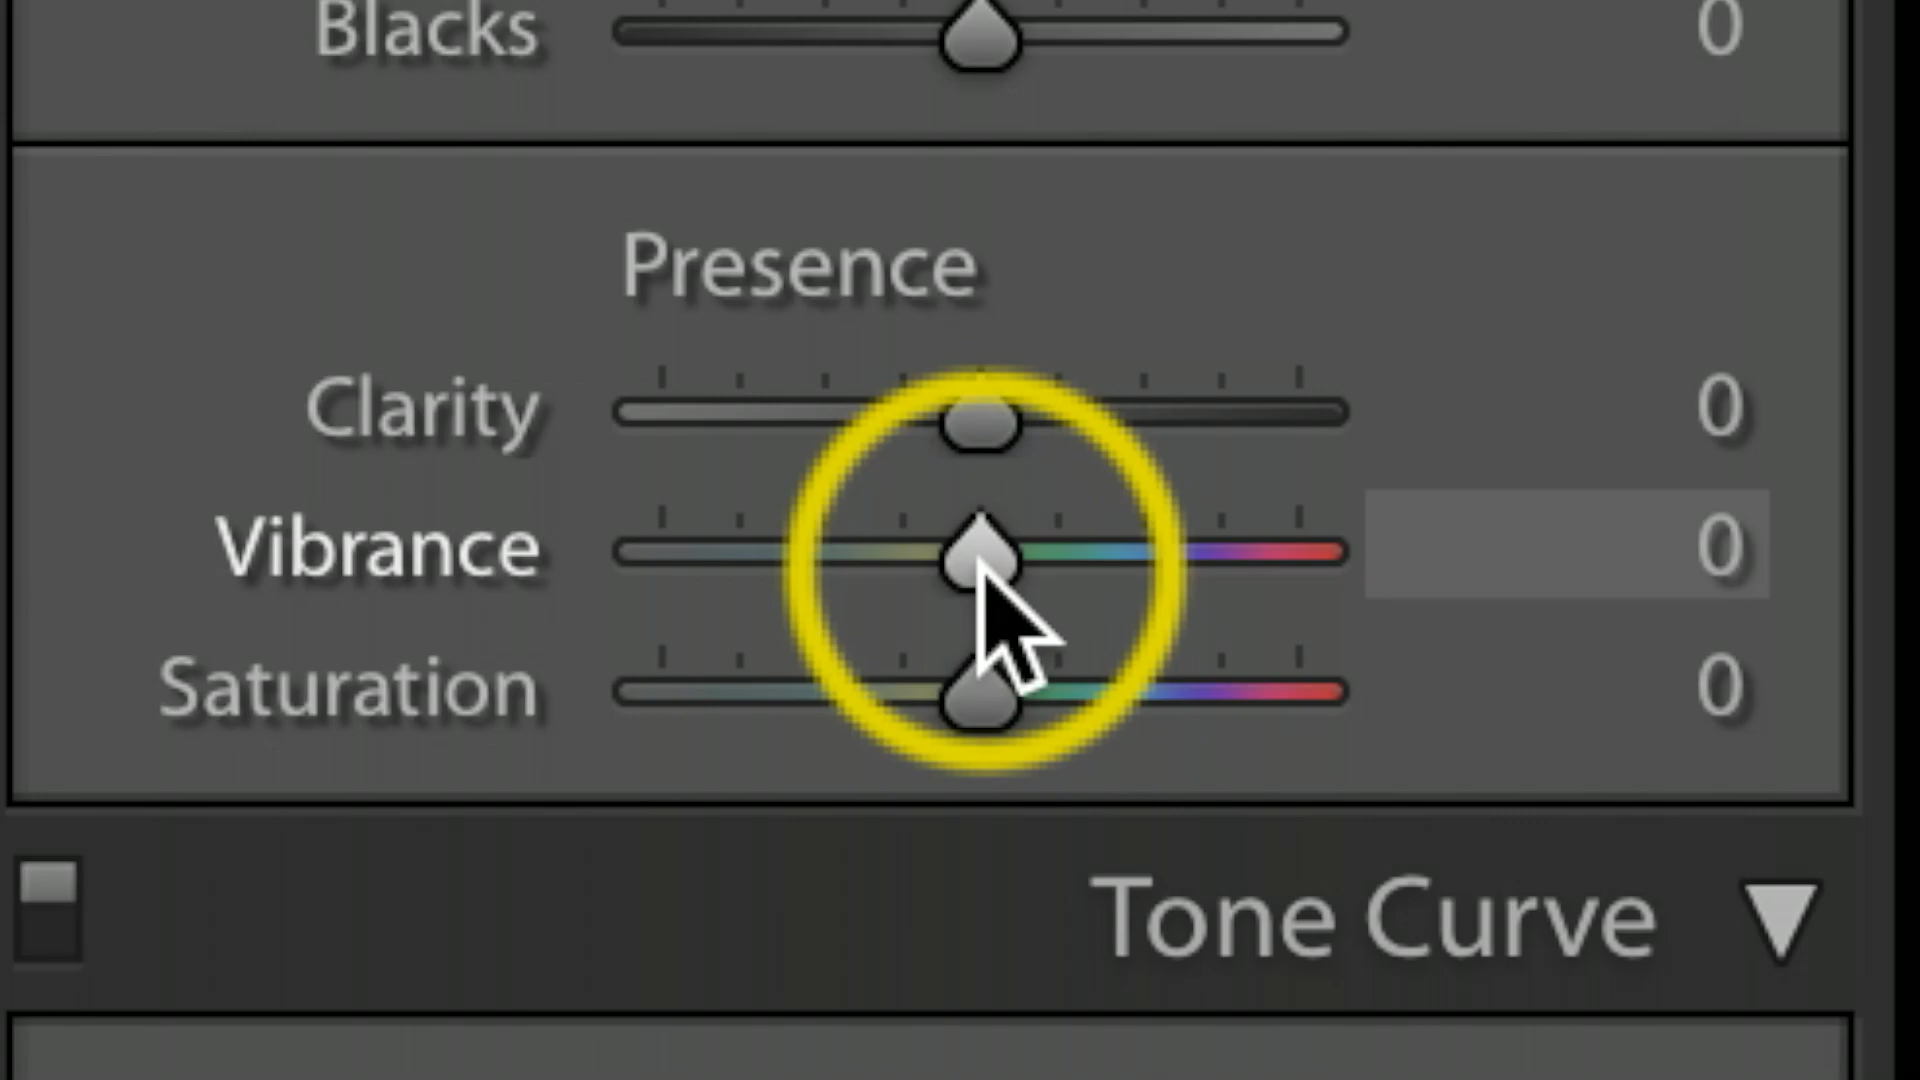 Blacks 0
Presence
Clarity 0
Vibrance 0
Saturation 0
Tone Curve